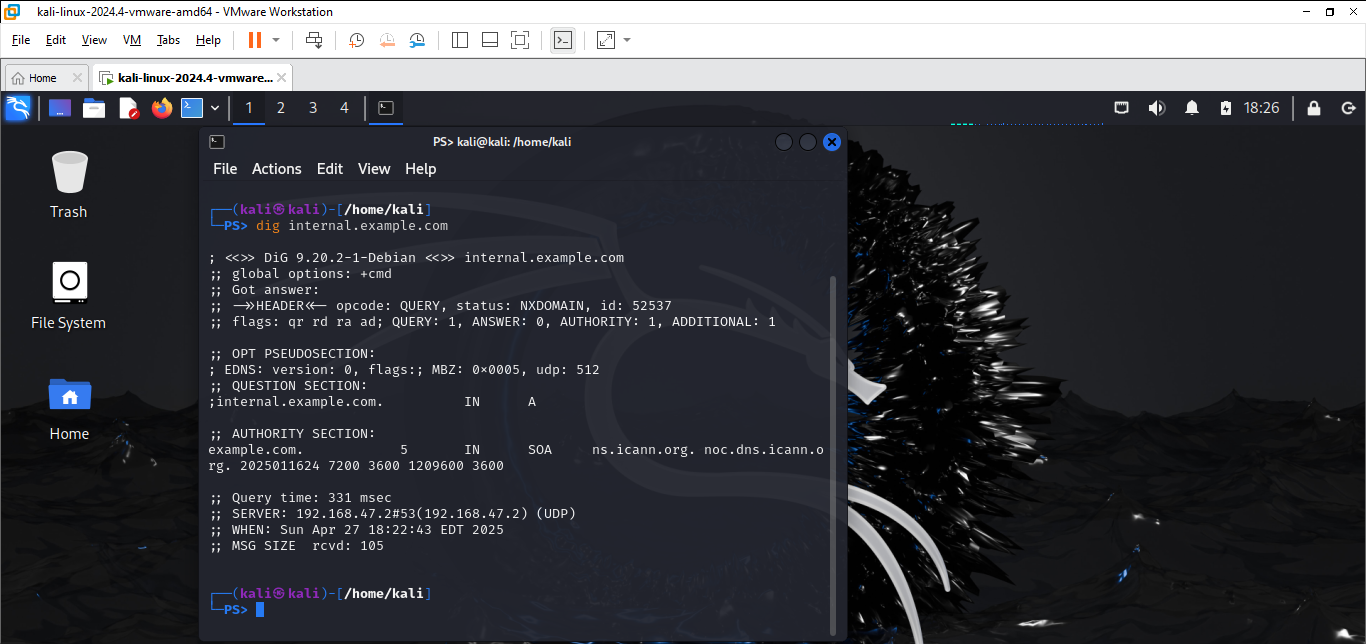 kali-linux-2024.4-vmware-amd64 - VMware Workstation
File Edit View VM Tabs Help
Home kali-linux-2024.4-vmware...
1 2 3 4 18:26
PS> kali@kali: /home/kali
File Actions Edit View Help
Trash
File System
Home
┌──(kali㉿kali)-[/home/kali]
└─PS> dig internal.example.com
; <<>> DiG 9.20.2-1-Debian <<>> internal.example.com
;; global options: +cmd
;; Got answer:
;; ->>HEADER<<- opcode: QUERY, status: NXDOMAIN, id: 52537
;; flags: qr rd ra ad; QUERY: 1, ANSWER: 0, AUTHORITY: 1, ADDITIONAL: 1
;; OPT PSEUDOSECTION:
; EDNS: version: 0, flags:; MBZ: 0x0005, udp: 512
;; QUESTION SECTION:
;internal.example.com. IN A
;; AUTHORITY SECTION:
example.com. 5 IN SOA ns.icann.org. noc.dns.icann.o
rg. 2025011624 7200 3600 1209600 3600
;; Query time: 331 msec
;; SERVER: 192.168.47.2#53(192.168.47.2) (UDP)
;; WHEN: Sun Apr 27 18:22:43 EDT 2025
;; MSG SIZE rcvd: 105
┌──(kali㉿kali)-[/home/kali]
└─PS>